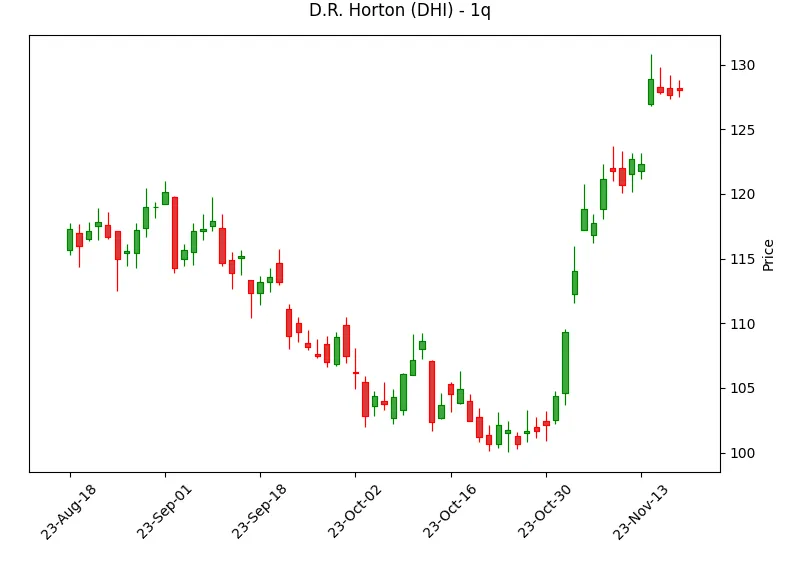 D.R. Horton (DHI) - 1q
130
125
120
115
110
105
100
Price
23-Aug-18
23-Sep-01
23-Sep-18
23-Oct-02
23-Oct-16
23-Oct-30
23-Nov-13